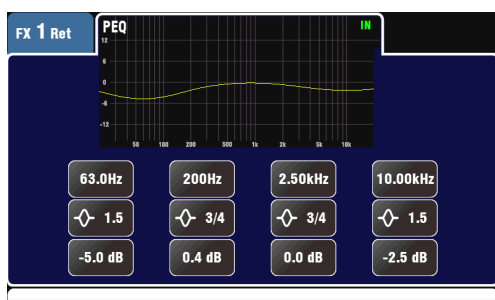 FX 1 Ret
PEQ
IN
12
6
0
-6
-12
50 100 200 500 1k 2k 5k 10k
63.0Hz 200Hz 2.50kHz 10.00kHz
1.5 3/4 3/4 1.5
-5.0 dB 0.4 dB 0.0 dB -2.5 dB